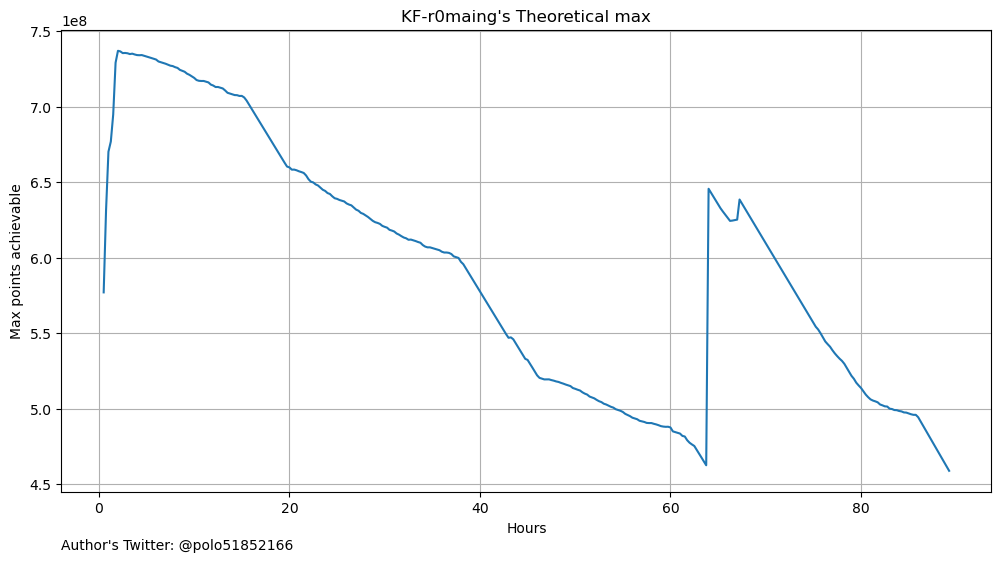 KF-r0maing's Theoretical max
1e8
7.5
7.0
6.5
6.0
5.5
5.0
4.5
Max points achievable
0 20 40 60 80
Hours
Author's Twitter: @polo51852166